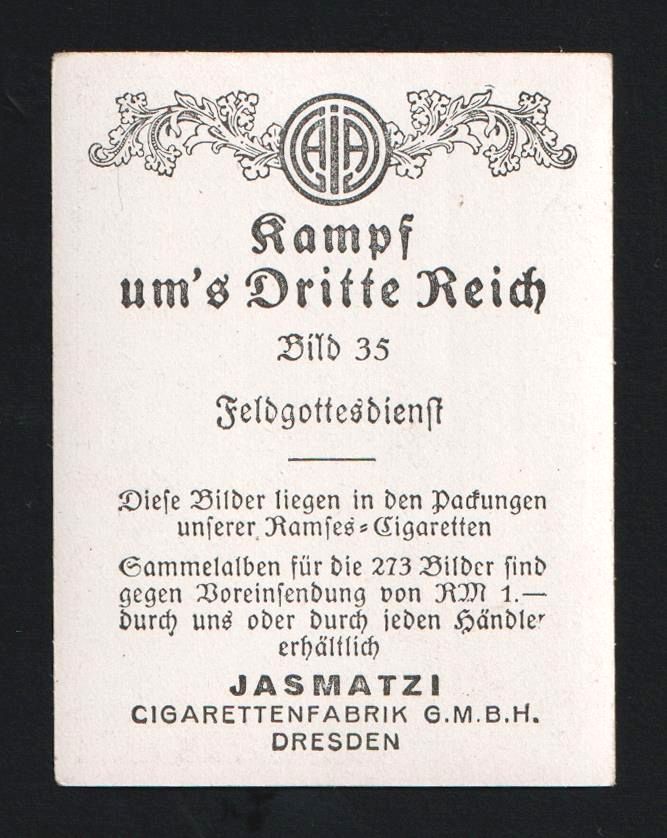 Kampf
um's Dritte Reich
Bild 35
Feldgottesdienst
Diese Bilder liegen in den Packungen
unserer Ramses-Cigaretten
Sammelalben für die 273 Bilder sind
gegen Voreinsendung von RM 1.—
durch uns oder durch jeden Händler
erhältlich
JASMATZI
CIGARETTENFABRIK G.M.B.H.
DRESDEN